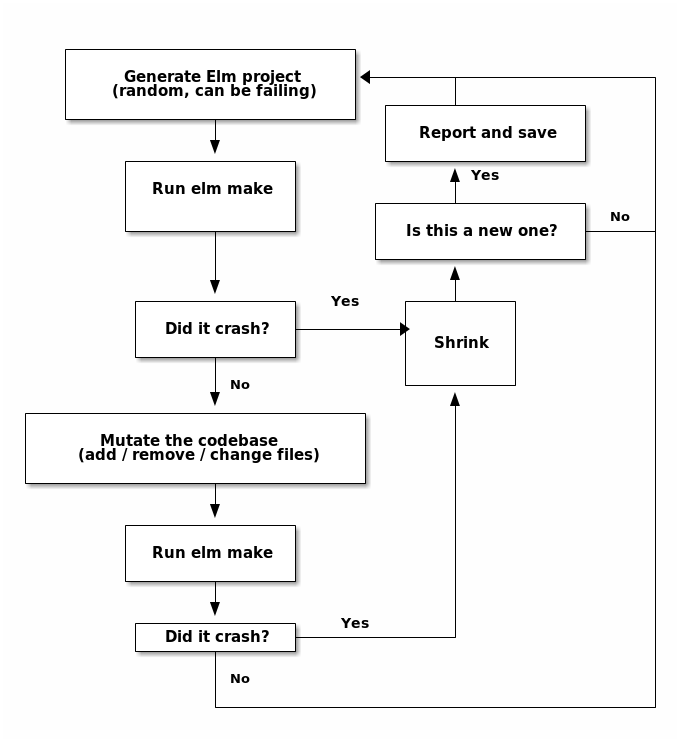 Generate Elm project
(random, can be failing)
Report and save
Yes
Run elm make
Is this a new one?
No
Yes
Did it crash?
Shrink
No
Mutate the codebase
(add / remove / change files)
Run elm make
Yes
Did it crash?
No